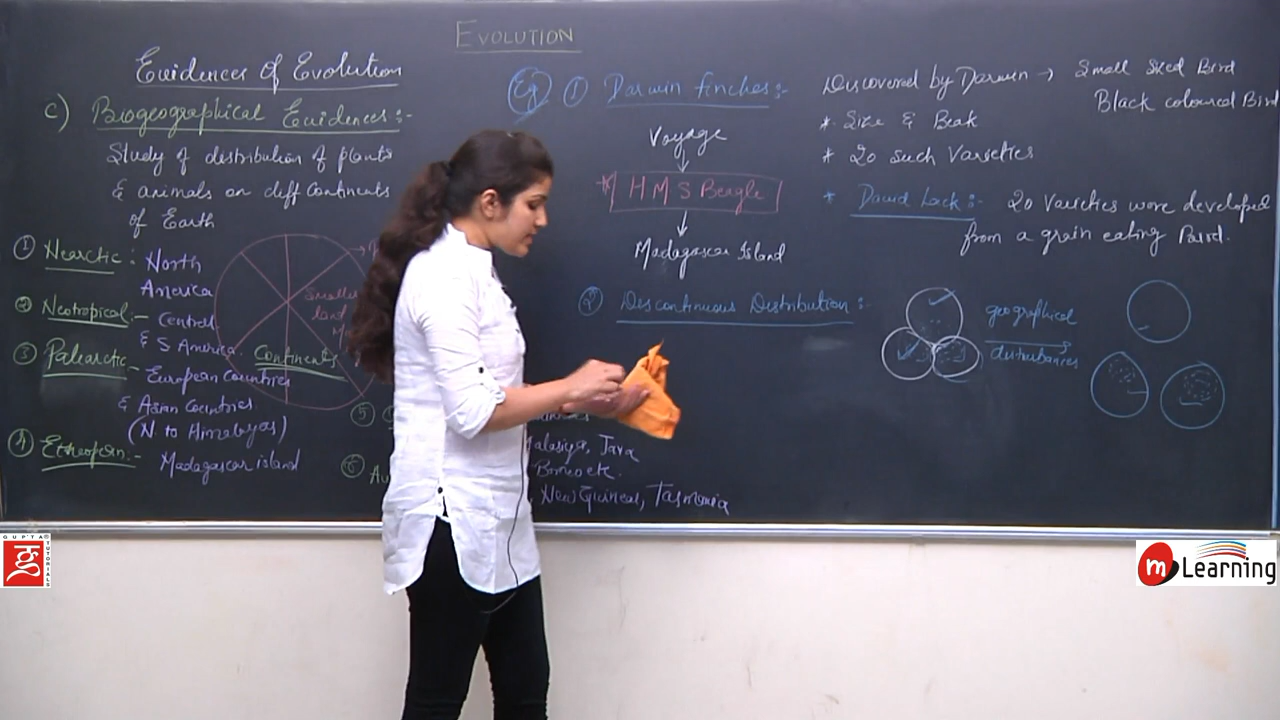 EVOLUTION
Evidences Of Evolution
c) Biogeographical Evidences :-
Study of distribution of plants
& animals on diff continents
of Earth
① Nearctic : North
America
② Neotropical :- Central
& S America.
③ Palearctic - European Countries
& Asian Countries
(N. to Himalayas)
④ Etheopean :- Madagascar island
Smaller
land
Continents
⑤
⑥ Au
Malasiya, Java
Borneo etc.
New Guinea, Tasmania
Eg ① Darwin finches :-
Voyage
* H M S Beagle
Madagascar Island
Discovered by Darwin → Small Sized Bird
Black coloured Bird
* Size & Beak
* 20 such Varieties
* David Lack :- 20 Varieties were developed
from a grain eating Bird.
② Discontinuous Distribution :-
geographical
disturbances
GUPTA TUTORIALS
m Learning